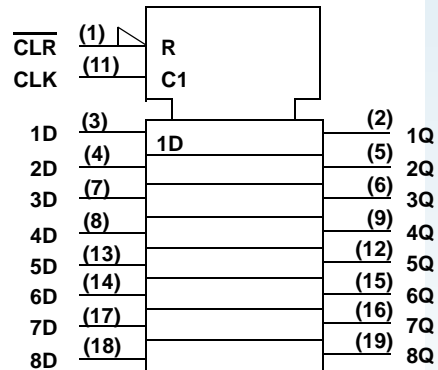 CLR (1) R
CLK (11) C1
1D (3) 1D (2) 1Q
2D (4) (5) 2Q
3D (7) (6) 3Q
4D (8) (9) 4Q
5D (13) (12) 5Q
6D (14) (15) 6Q
7D (17) (16) 7Q
8D (18) (19) 8Q